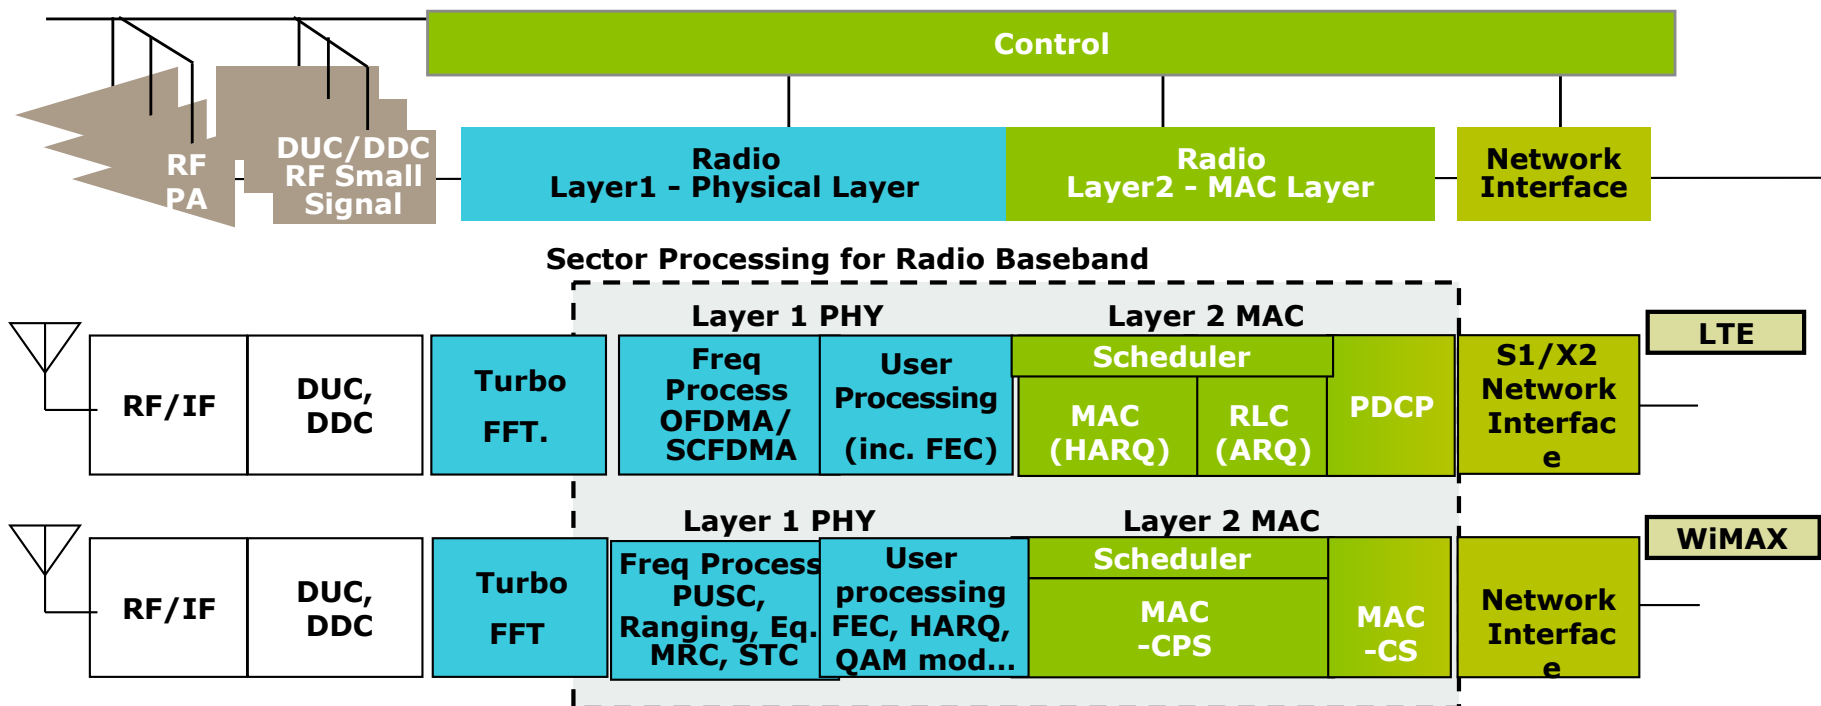 Control
RF
PA
DUC/DDC
RF Small
Signal
Radio
Layer1 - Physical Layer
Radio
Layer2 - MAC Layer
Network
Interface
Sector Processing for Radio Baseband
Layer 1 PHY
Layer 2 MAC
LTE
RF/IF
DUC,
DDC
Turbo
FFT.
Freq
Process
OFDMA/
SCFDMA
User
Processing
(inc. FEC)
Scheduler
MAC
(HARQ)
RLC
(ARQ)
PDCP
S1/X2
Network
Interfac
e
Layer 1 PHY
Layer 2 MAC
WiMAX
RF/IF
DUC,
DDC
Turbo
FFT
Freq Process
PUSC,
Ranging, Eq.
MRC, STC
User
processing
FEC, HARQ,
QAM mod...
Scheduler
MAC
-CPS
MAC
-CS
Network
Interfac
e